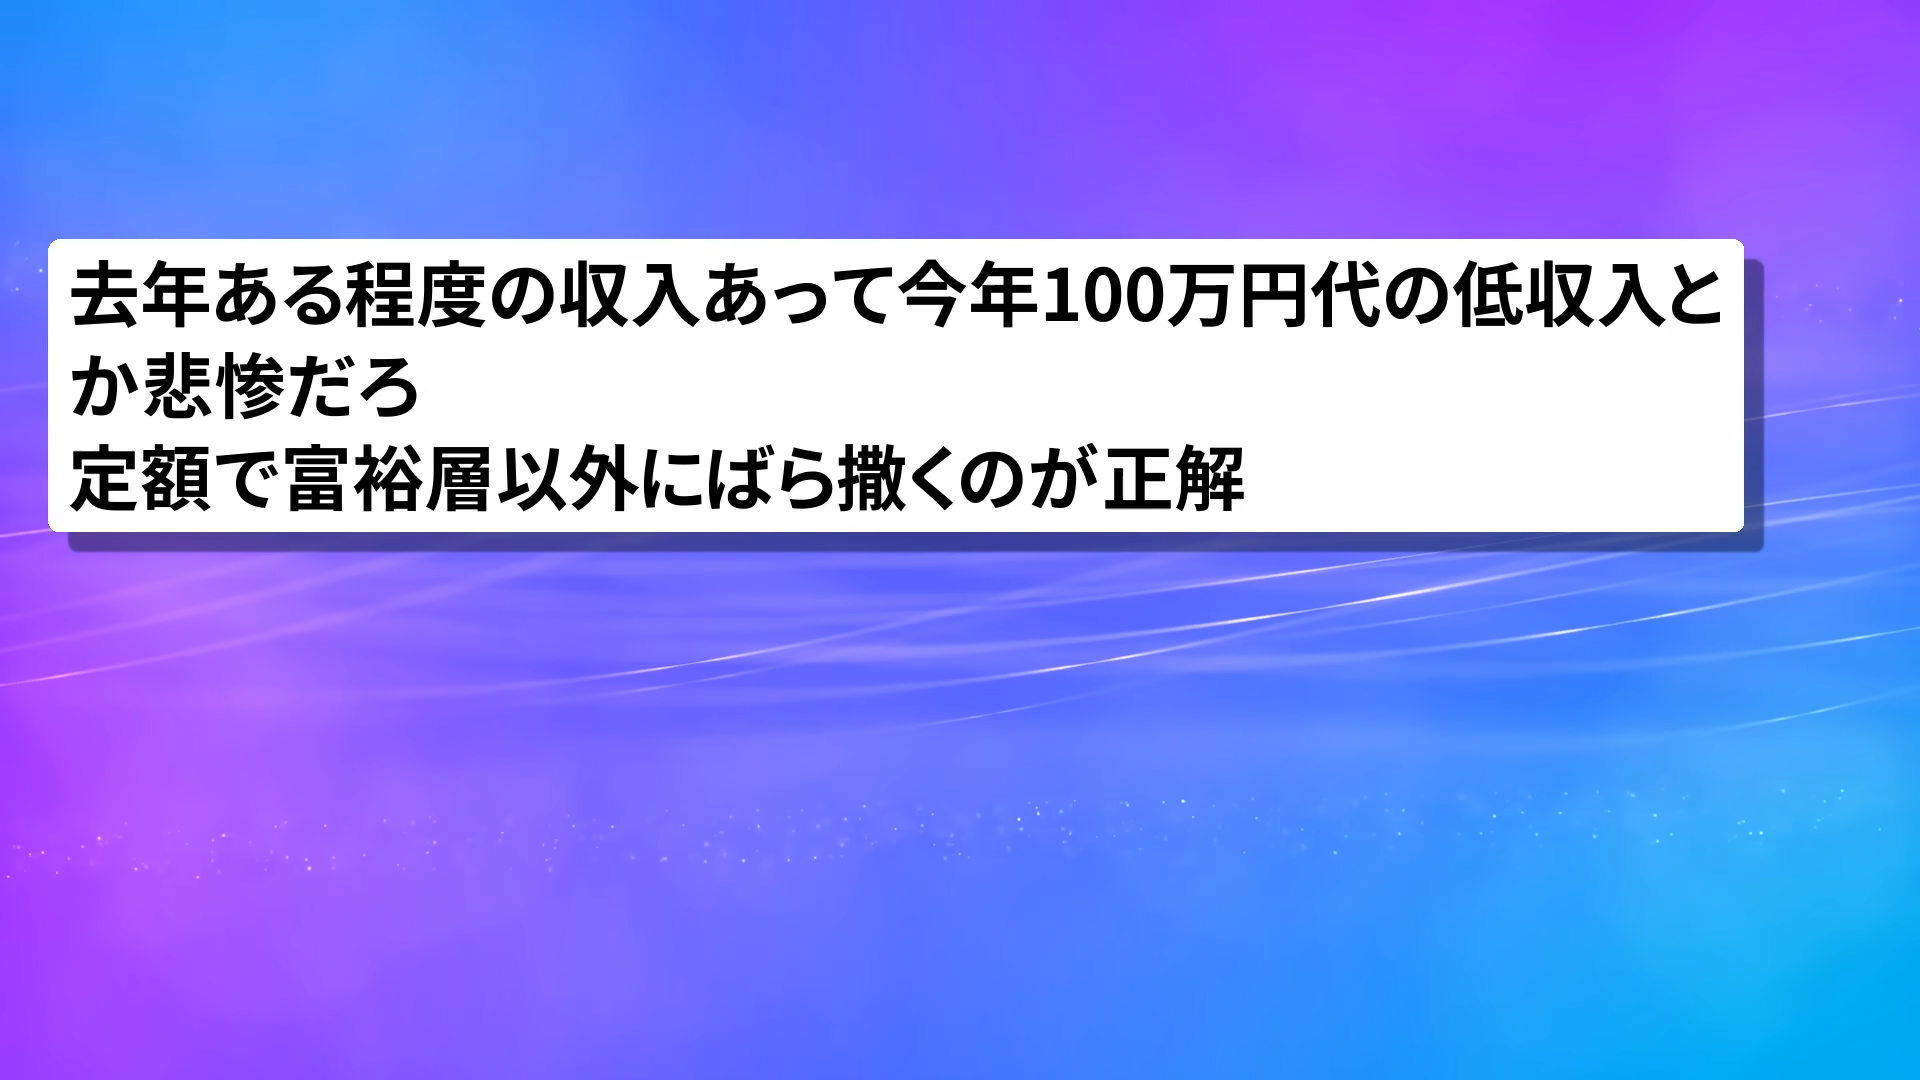 去年ある程度の収入あって今年100万円代の低収入と
か悲惨だろ
定額で富裕層以外にばら撒くのが正解